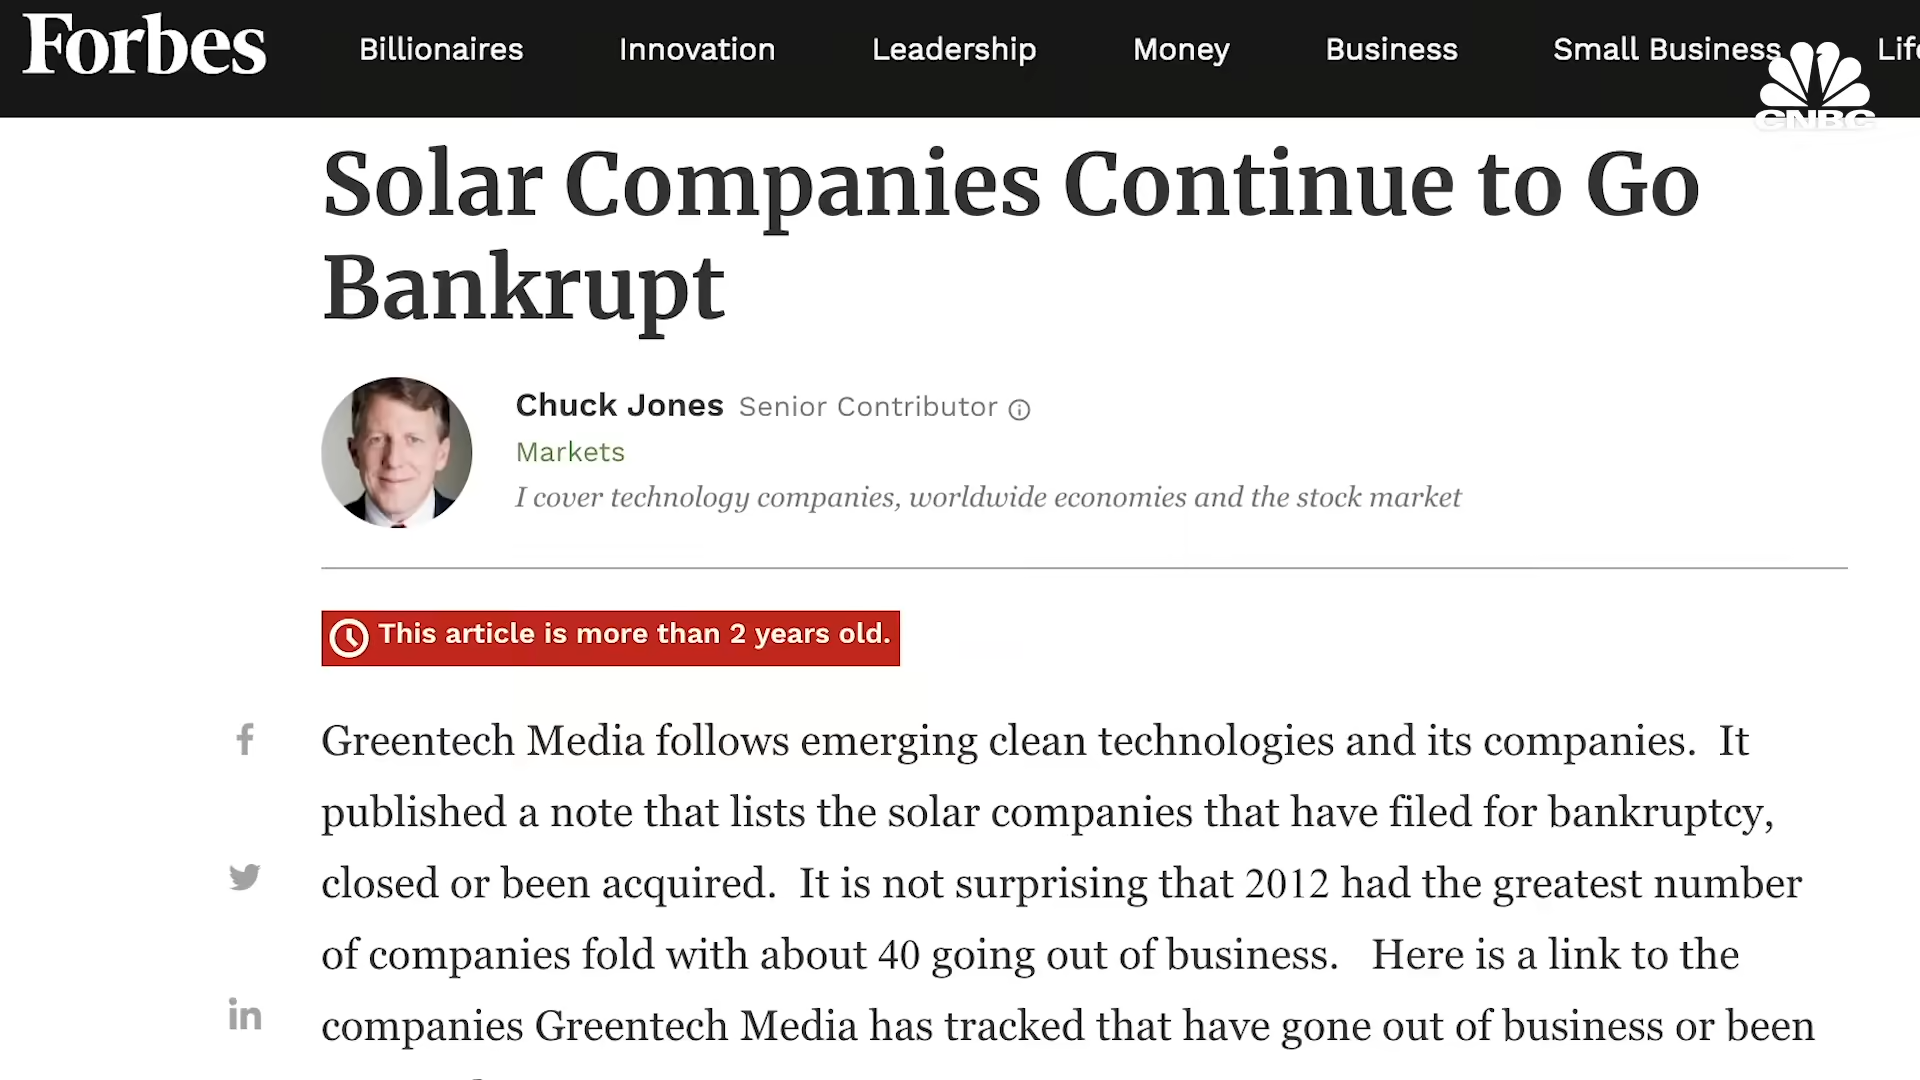 Forbes
Billionaires
Innovation
Leadership
Money
Business
Small Business
CNBC
Solar Companies Continue to Go
Bankrupt
Chuck Jones Senior Contributor
Markets
I cover technology companies, worldwide economies and the stock market
This article is more than 2 years old.
Greentech Media follows emerging clean technologies and its companies.  It
published a note that lists the solar companies that have filed for bankruptcy,
closed or been acquired.  It is not surprising that 2012 had the greatest number
of companies fold with about 40 going out of business.   Here is a link to the
companies Greentech Media has tracked that have gone out of business or been